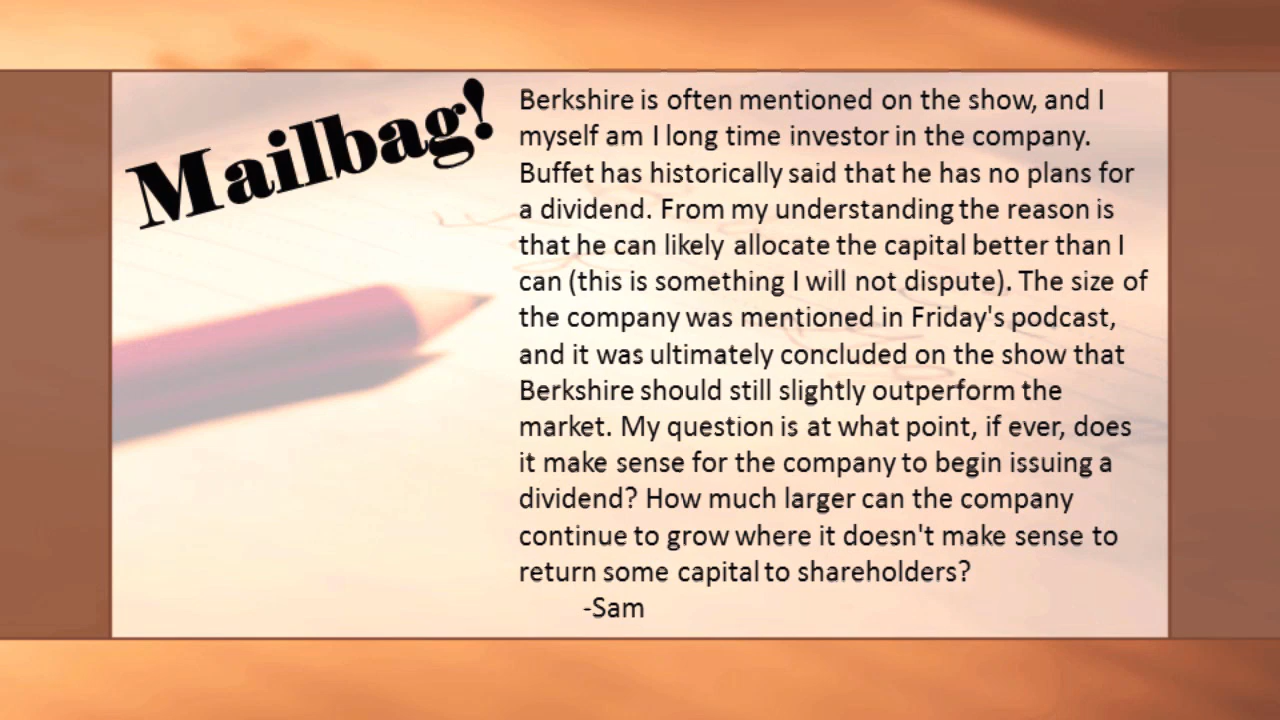 Mailbag!
Berkshire is often mentioned on the show, and I
myself am I long time investor in the company.
Buffet has historically said that he has no plans for
a dividend. From my understanding the reason is
that he can likely allocate the capital better than I
can (this is something I will not dispute). The size of
the company was mentioned in Friday's podcast,
and it was ultimately concluded on the show that
Berkshire should still slightly outperform the
market. My question is at what point, if ever, does
it make sense for the company to begin issuing a
dividend? How much larger can the company
continue to grow where it doesn't make sense to
return some capital to shareholders?
-Sam